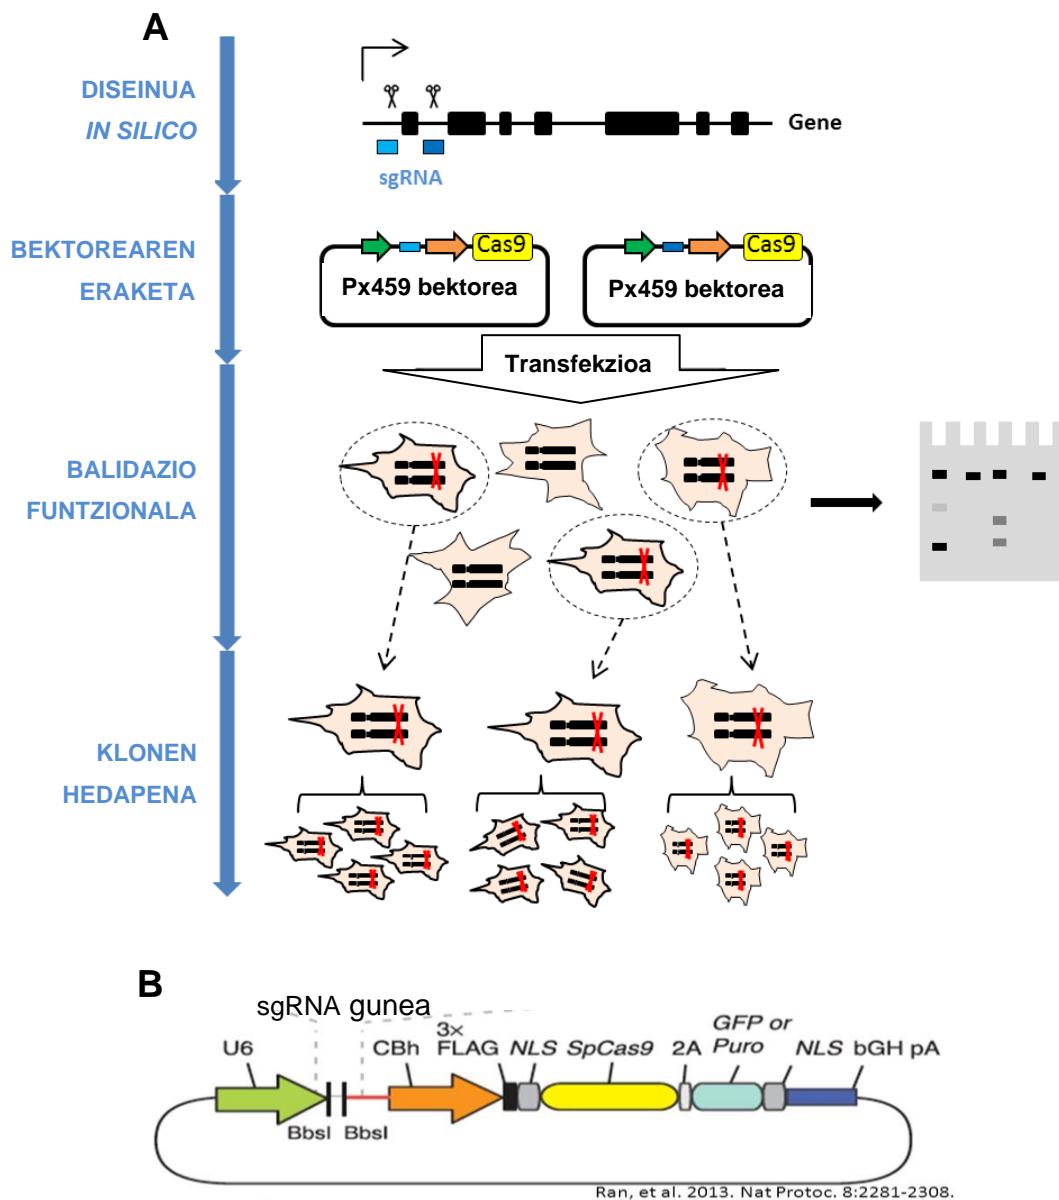 A
DISEINUA
IN SILICO
Gene
sgRNA
BEKTOREAREN
ERAKETA
Cas9
Cas9
Px459 bektorea
Px459 bektorea
Transfekzioa
BALIDAZIO
FUNTZIONALA
KLONEN
HEDAPENA
B
sgRNA gunea
U6
CBh
3×
FLAG
NLS
SpCas9
2A
GFP or
Puro
NLS
bGH pA
BbsI
BbsI
Ran, et al. 2013. Nat Protoc. 8:2281-2308.